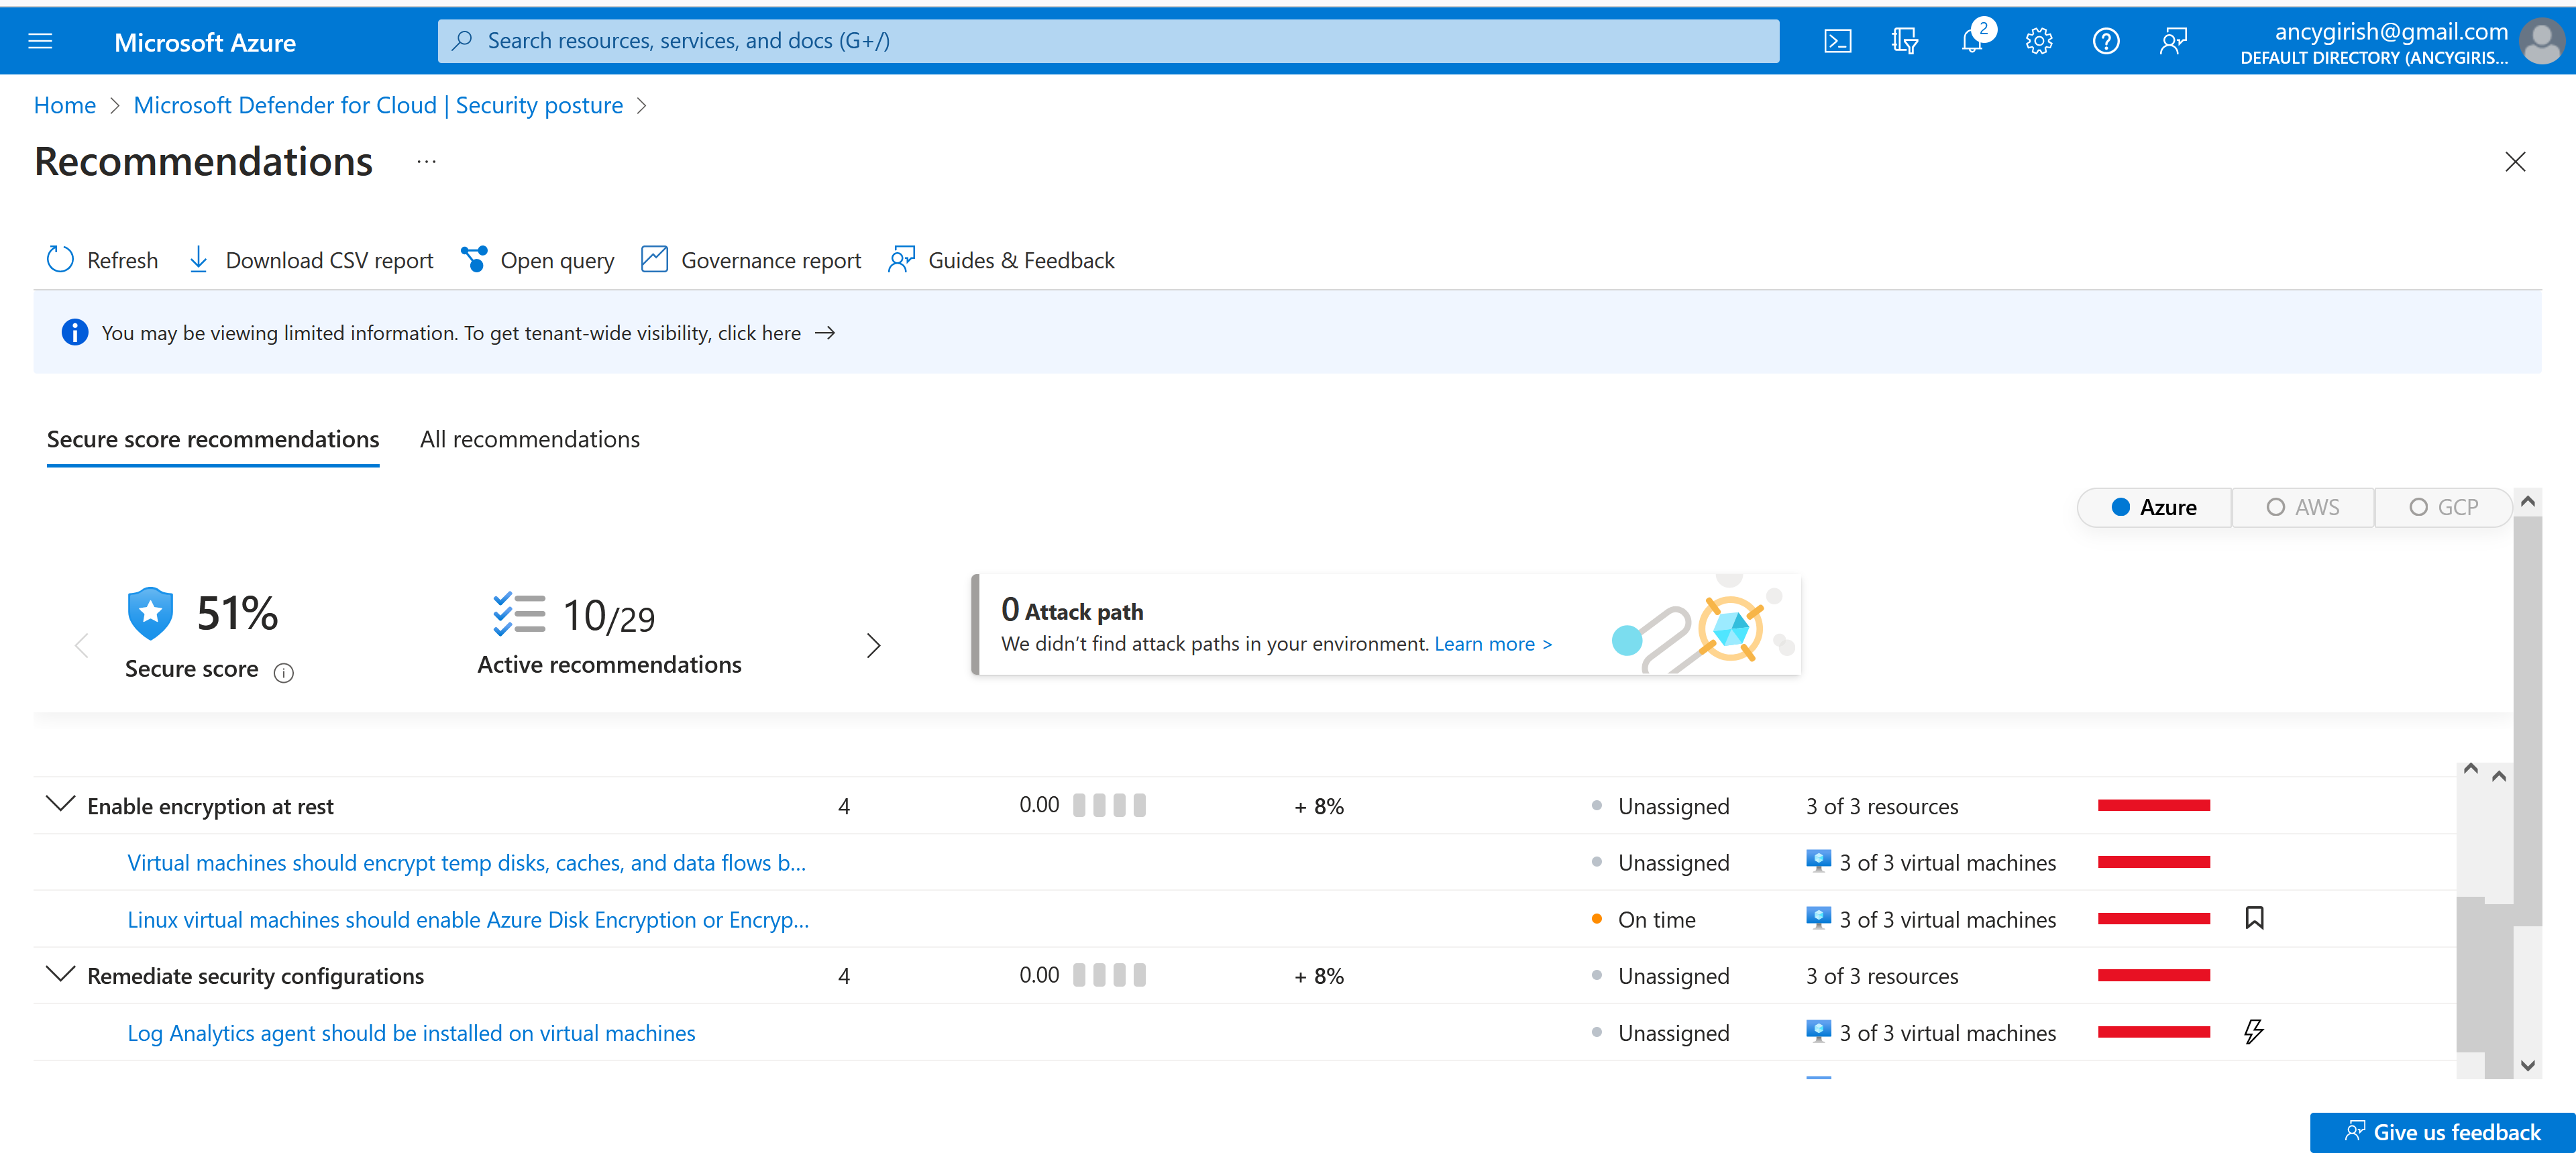 Microsoft Azure
Search resources, services, and docs (G+/)
2
ancygirish@gmail.com
DEFAULT DIRECTORY (ANCYGIRIS...
Home > Microsoft Defender for Cloud | Security posture >
Recommendations ...
Refresh Download CSV report Open query Governance report Guides & Feedback
You may be viewing limited information. To get tenant-wide visibility, click here →
Secure score recommendations All recommendations
Azure AWS GCP
51%
Secure score
10/29
Active recommendations
0 Attack path
We didn't find attack paths in your environment. Learn more >
Enable encryption at rest 4 0.00 + 8% Unassigned 3 of 3 resources
Virtual machines should encrypt temp disks, caches, and data flows b... Unassigned 3 of 3 virtual machines
Linux virtual machines should enable Azure Disk Encryption or Encryp... On time 3 of 3 virtual machines
Remediate security configurations 4 0.00 + 8% Unassigned 3 of 3 resources
Log Analytics agent should be installed on virtual machines Unassigned 3 of 3 virtual machines
Give us feedback